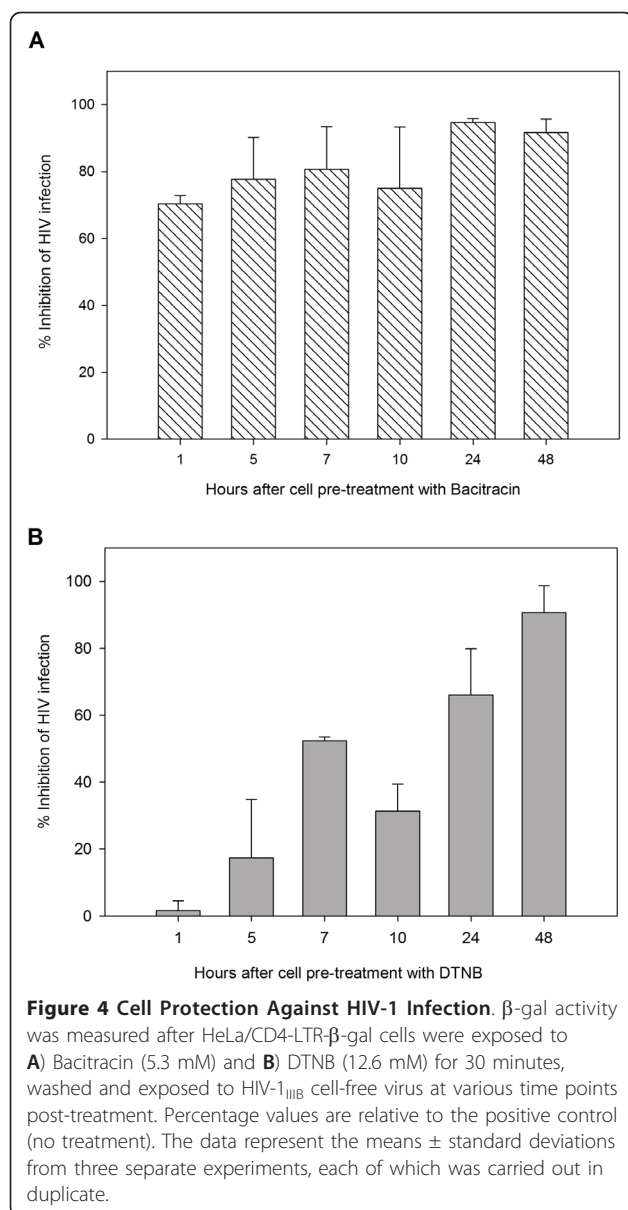 A
100
80
60
40
20
0
% Inhibition of HIV infection
1 5 7 10 24 48
Hours after cell pre-treatment with Bacitracin
B
100
80
60
40
20
0
% Inhibition of HIV infection
1 5 7 10 24 48
Hours after cell pre-treatment with DTNB
Figure 4 Cell Protection Against HIV-1 Infection. β-gal activity
was measured after HeLa/CD4-LTR-β-gal cells were exposed to
A) Bacitracin (5.3 mM) and B) DTNB (12.6 mM) for 30 minutes,
washed and exposed to HIV-1IIIB cell-free virus at various time points
post-treatment. Percentage values are relative to the positive control
(no treatment). The data represent the means ± standard deviations
from three separate experiments, each of which was carried out in
duplicate.